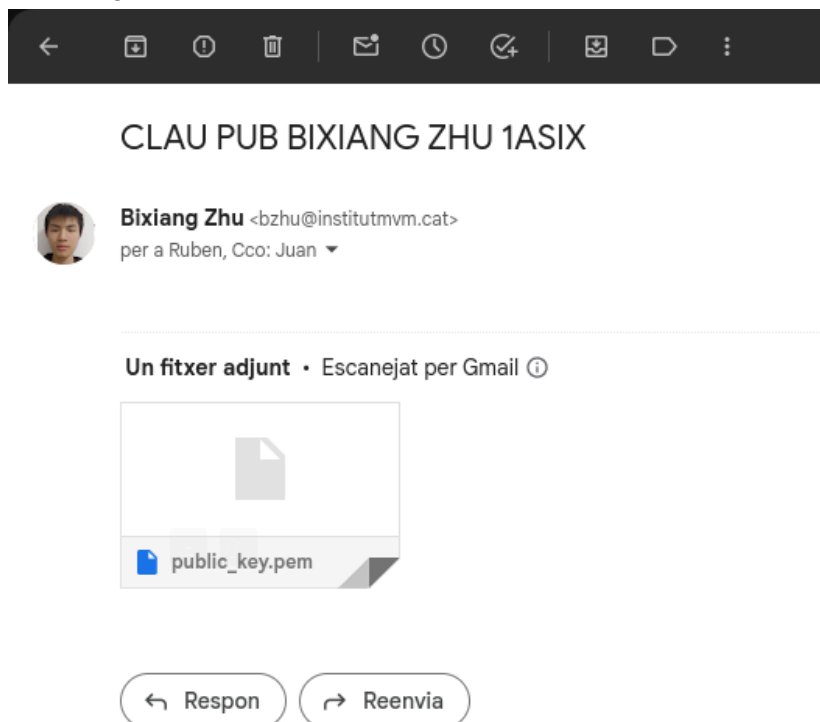 CLAU PUB BIXIANG ZHU 1ASIX
Bixiang Zhu <bzhu@institutmvm.cat>
per a Ruben, Cco: Juan
Un fitxer adjunt • Escanejat per Gmail
public_key.pem
Respon
Reenvia